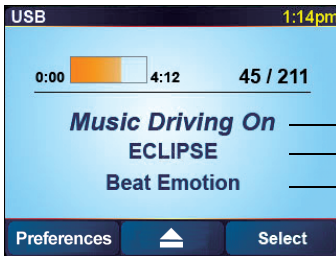 USB 1:14pm
0:00 4:12 45 / 211
Music Driving On
ECLIPSE
Beat Emotion
Preferences Select